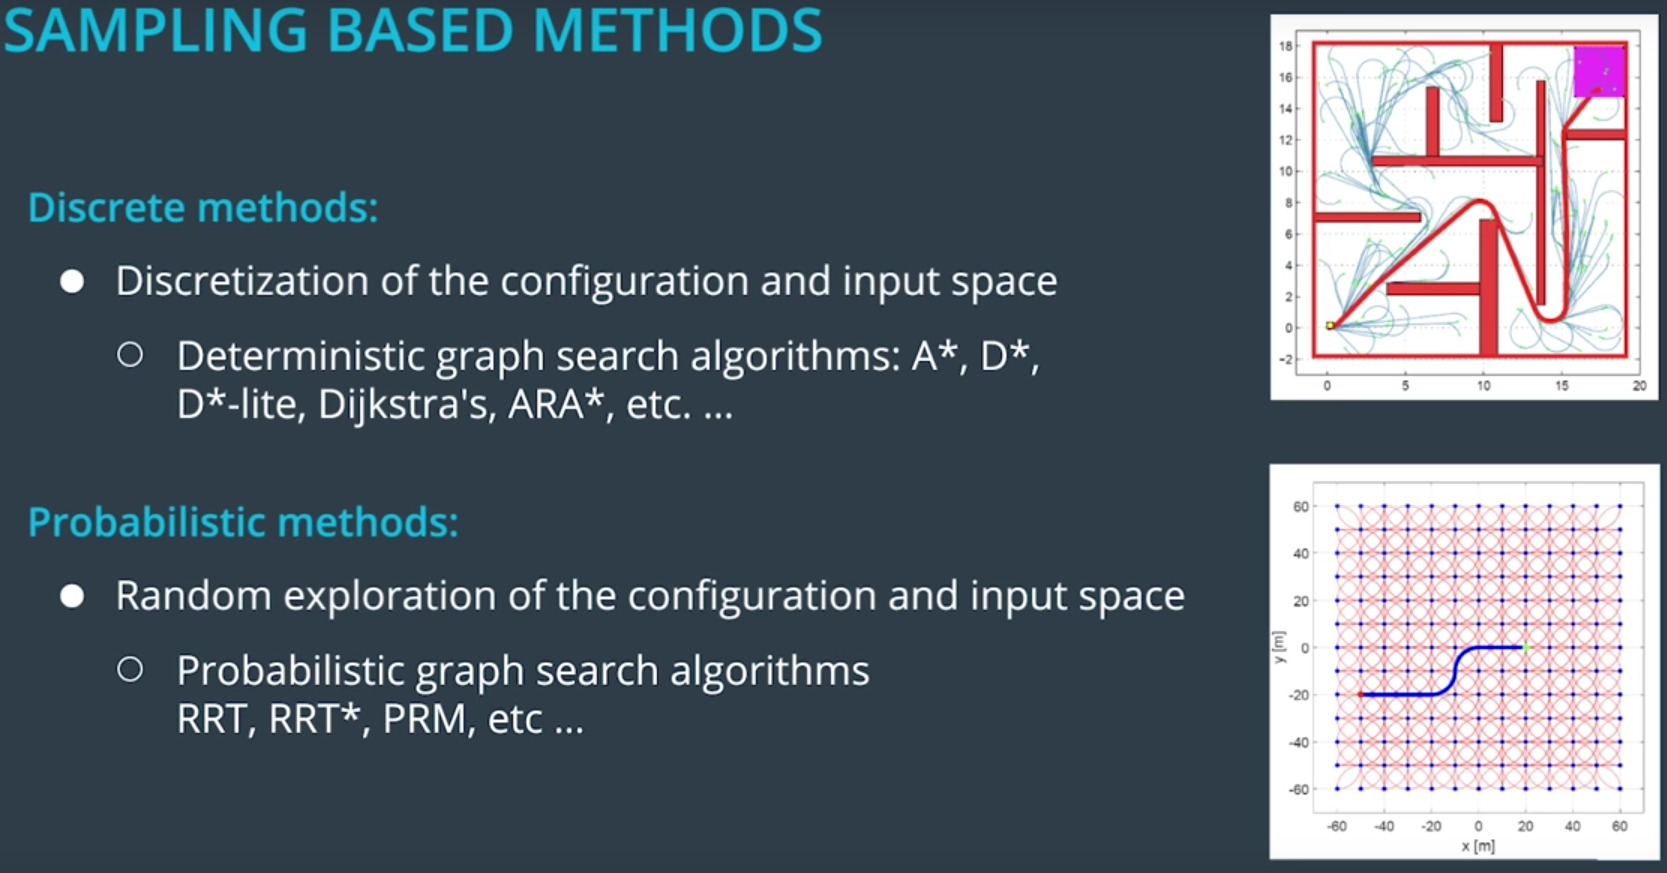 SAMPLING BASED METHODS
Discrete methods:
● Discretization of the configuration and input space
○ Deterministic graph search algorithms: A*, D*,
D*-lite, Dijkstra's, ARA*, etc. ...
Probabilistic methods:
● Random exploration of the configuration and input space
○ Probabilistic graph search algorithms
RRT, RRT*, PRM, etc ...
18
16
14
12
10
8
6
4
2
0
-2
0 5 10 15 20
60
40
20
0
-20
-40
-60
y [m]
-60 -40 -20 0 20 40 60
x [m]